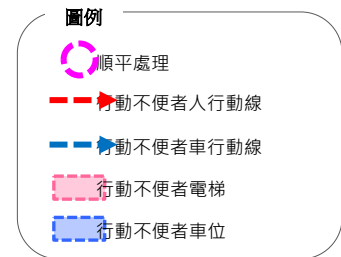 圖例
順平處理
行動不便者人行動線
行動不便者車行動線
行動不便者電梯
行動不便者車位